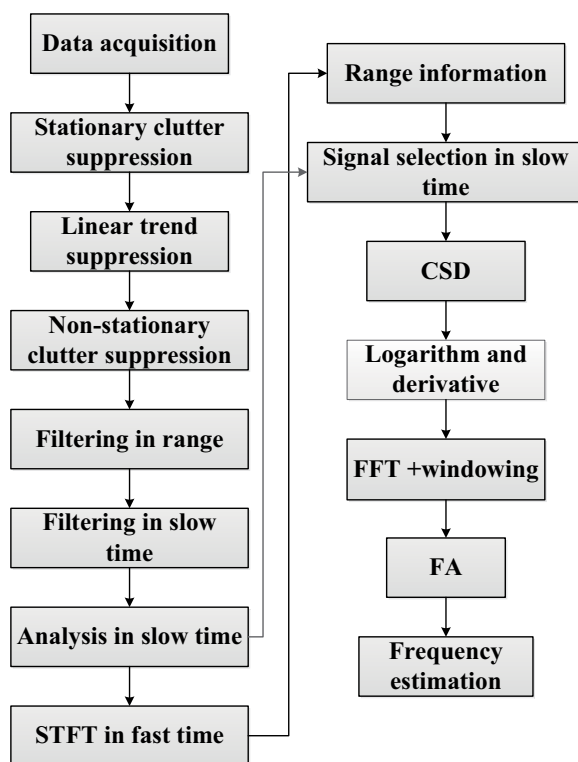 Data acquisition
Stationary clutter
suppression
Linear trend
suppression
Non-stationary
clutter suppression
Filtering in range
Filtering in slow
time
Analysis in slow time
STFT in fast time
Range information
Signal selection in slow
time
CSD
Logarithm and
derivative
FFT +windowing
FA
Frequency
estimation